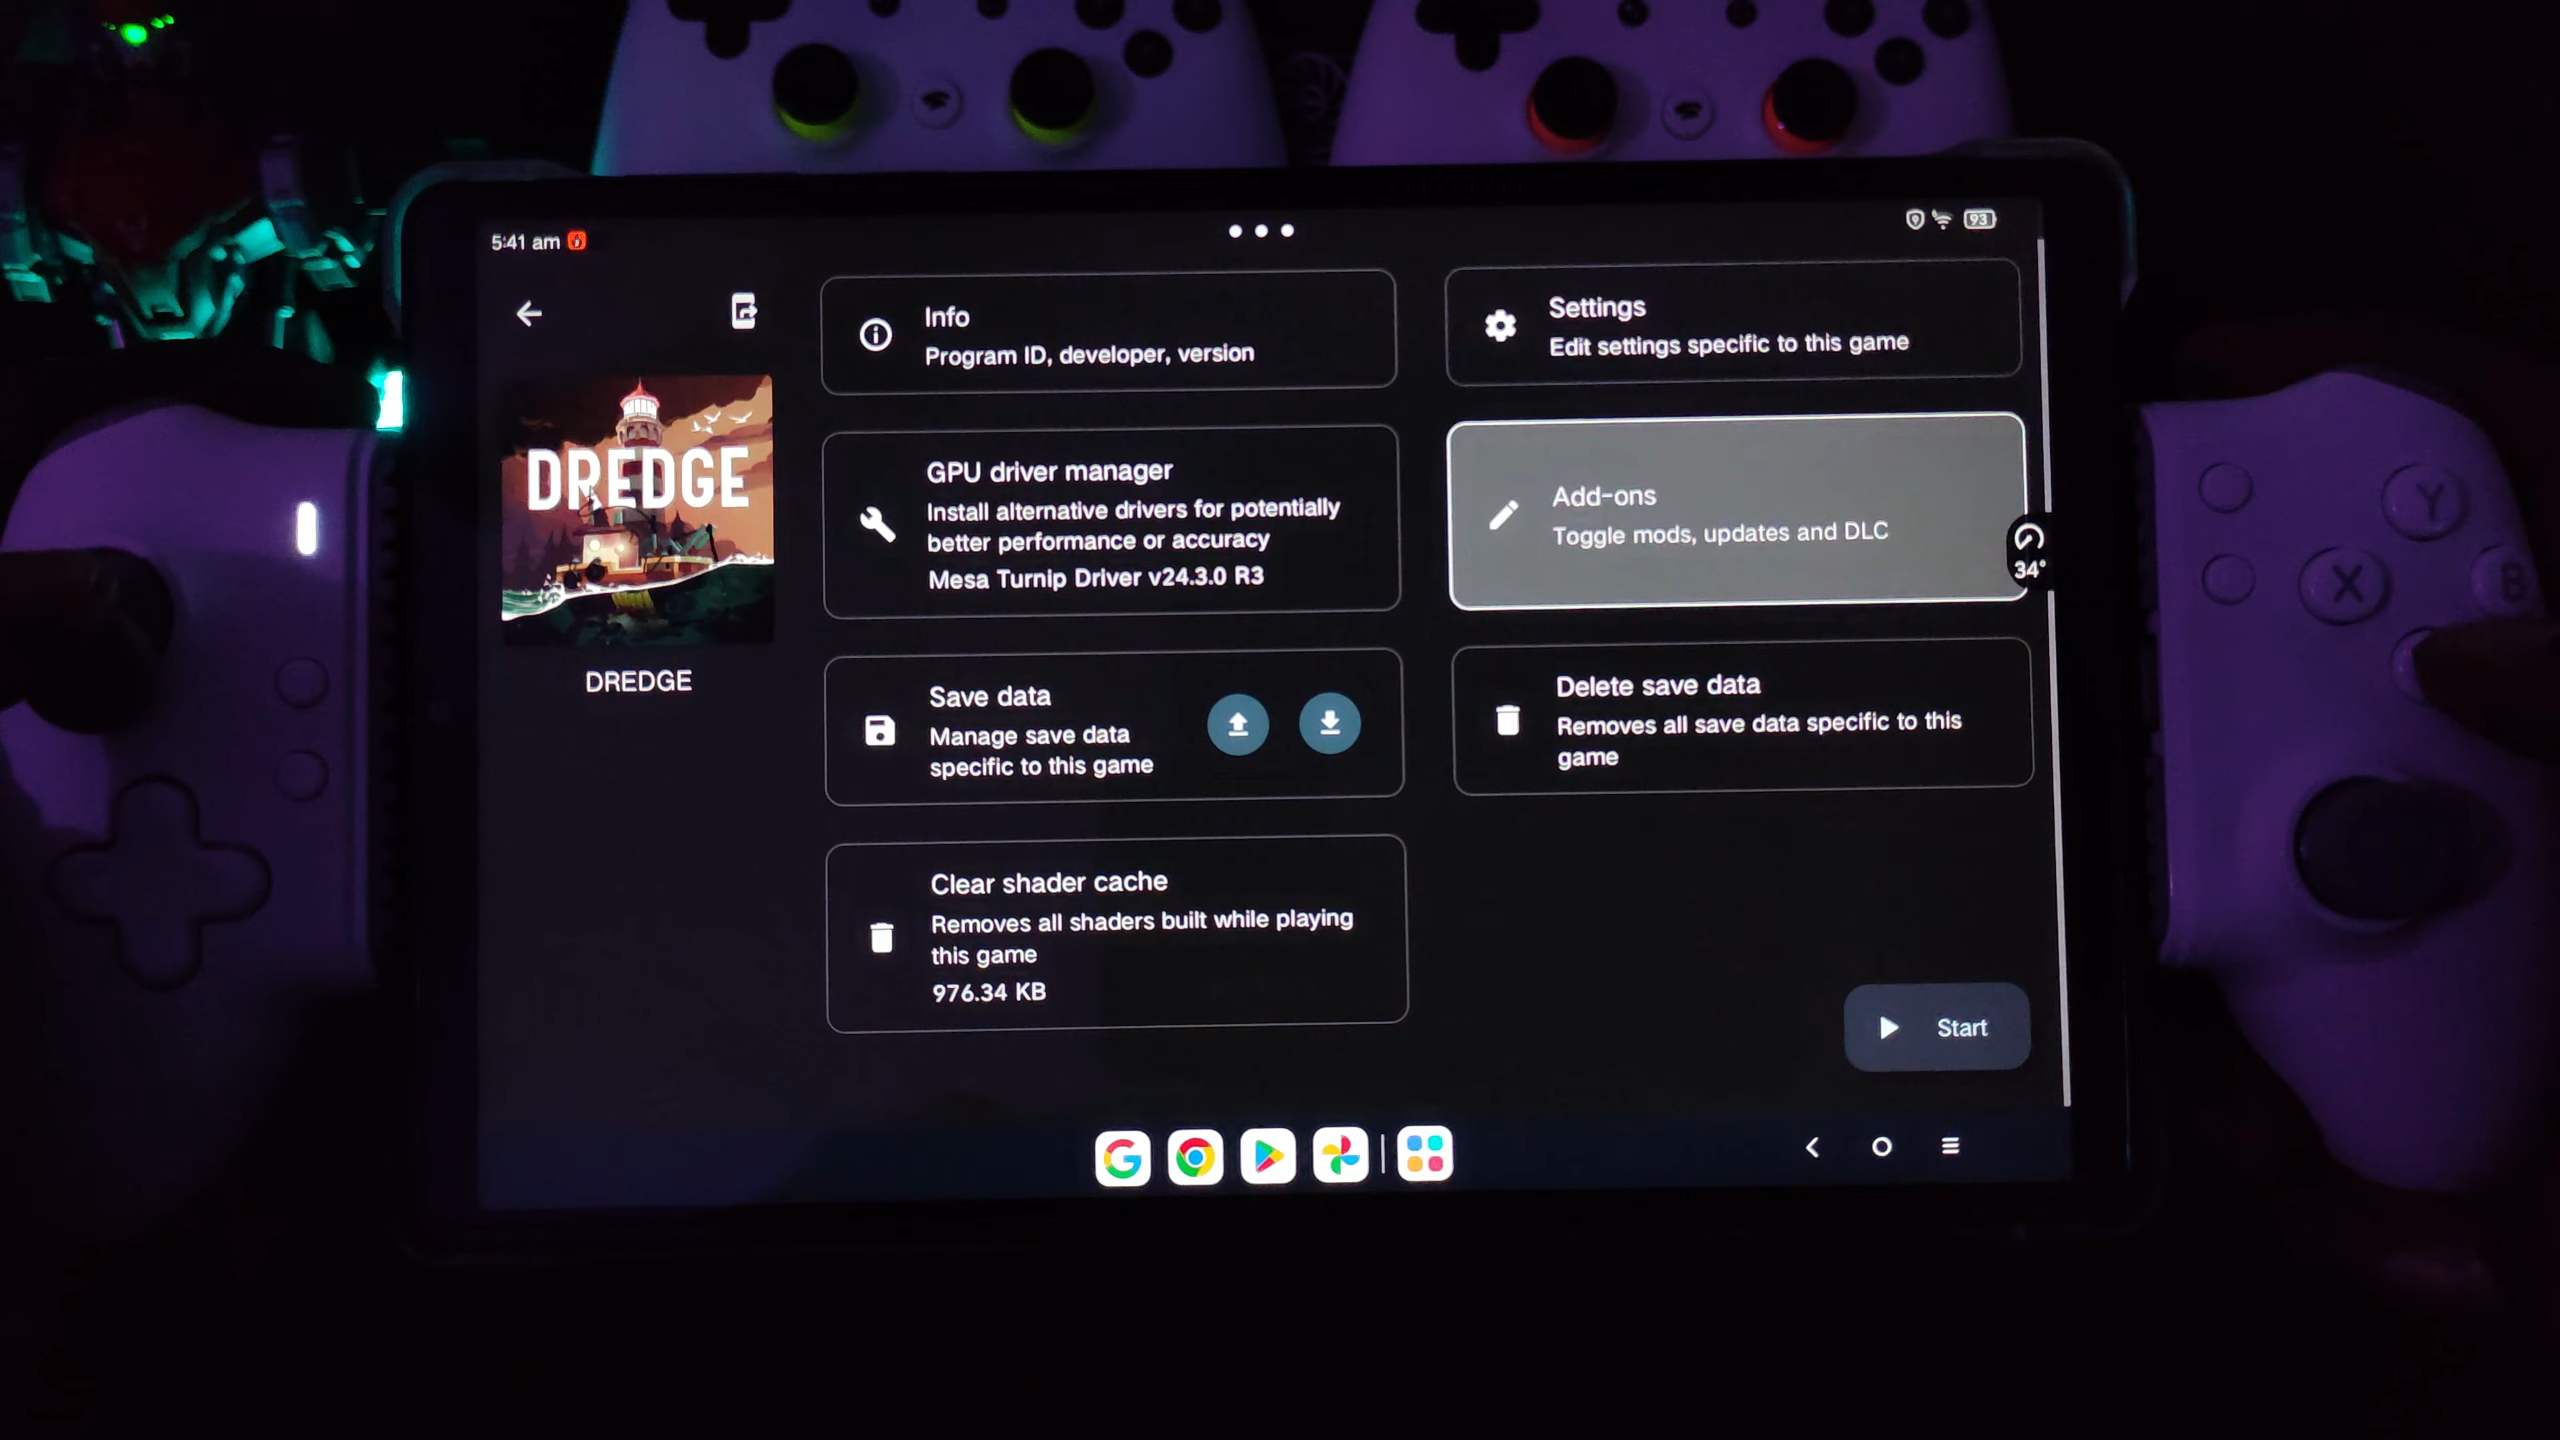 5:41 am
93
Info
Program ID, developer, version
Settings
Edit settings specific to this game
DREDGE
DREDGE
GPU driver manager
Install alternative drivers for potentially
better performance or accuracy
Mesa Turnip Driver v24.3.0 R3
Add-ons
Toggle mods, updates and DLC
34°
Save data
Manage save data
specific to this game
Delete save data
Removes all save data specific to this
game
Clear shader cache
Removes all shaders built while playing
this game
976.34 KB
Start
G
Y
X
B